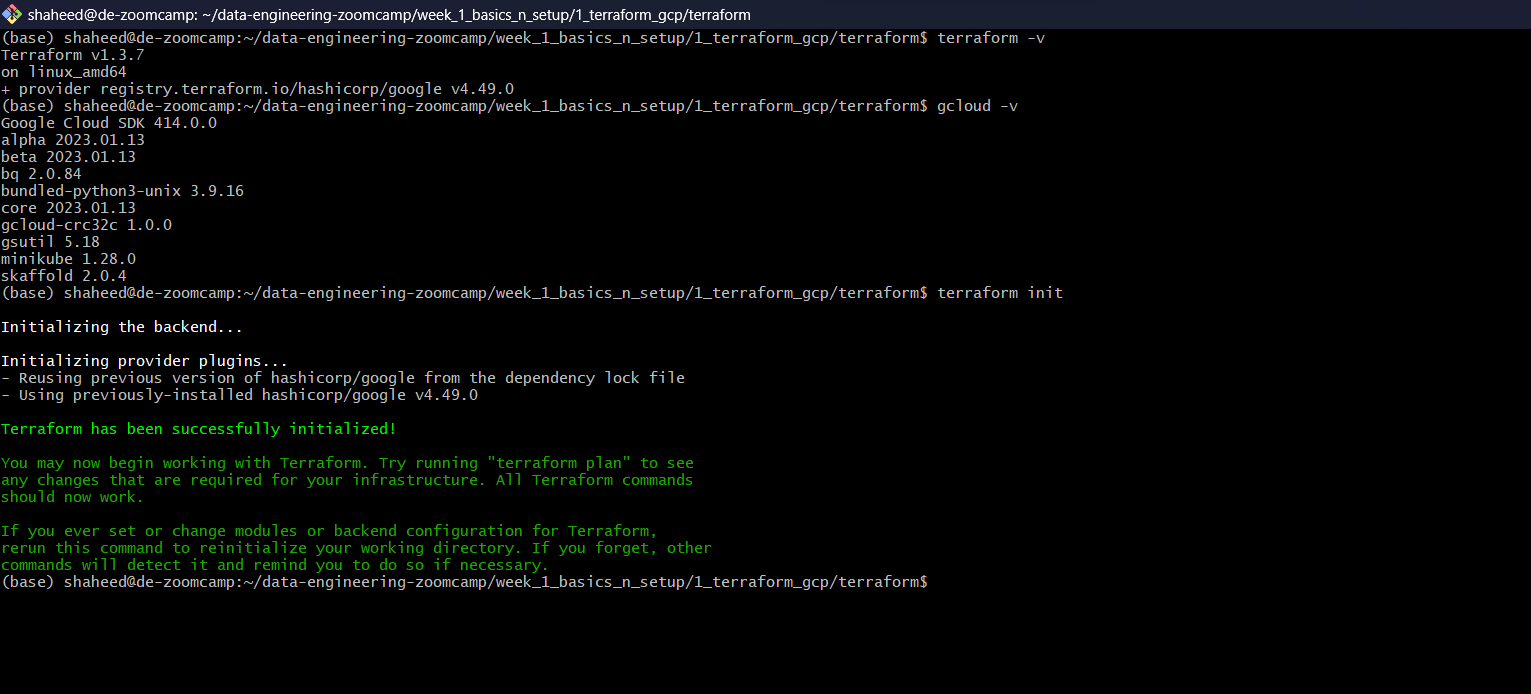 shaheed@de-zoomcamp: ~/data-engineering-zoomcamp/week_1_basics_n_setup/1_terraform_gcp/terraform
(base) shaheed@de-zoomcamp:~/data-engineering-zoomcamp/week_1_basics_n_setup/1_terraform_gcp/terraform$ terraform -v
Terraform v1.3.7
on linux_amd64
+ provider registry.terraform.io/hashicorp/google v4.49.0
(base) shaheed@de-zoomcamp:~/data-engineering-zoomcamp/week_1_basics_n_setup/1_terraform_gcp/terraform$ gcloud -v
Google Cloud SDK 414.0.0
alpha 2023.01.13
beta 2023.01.13
bq 2.0.84
bundled-python3-unix 3.9.16
core 2023.01.13
gcloud-crc32c 1.0.0
gsutil 5.18
minikube 1.28.0
skaffold 2.0.4
(base) shaheed@de-zoomcamp:~/data-engineering-zoomcamp/week_1_basics_n_setup/1_terraform_gcp/terraform$ terraform init
Initializing the backend...
Initializing provider plugins...
- Reusing previous version of hashicorp/google from the dependency lock file
- Using previously-installed hashicorp/google v4.49.0
Terraform has been successfully initialized!
You may now begin working with Terraform. Try running "terraform plan" to see
any changes that are required for your infrastructure. All Terraform commands
should now work.
If you ever set or change modules or backend configuration for Terraform,
rerun this command to reinitialize your working directory. If you forget, other
commands will detect it and remind you to do so if necessary.
(base) shaheed@de-zoomcamp:~/data-engineering-zoomcamp/week_1_basics_n_setup/1_terraform_gcp/terraform$